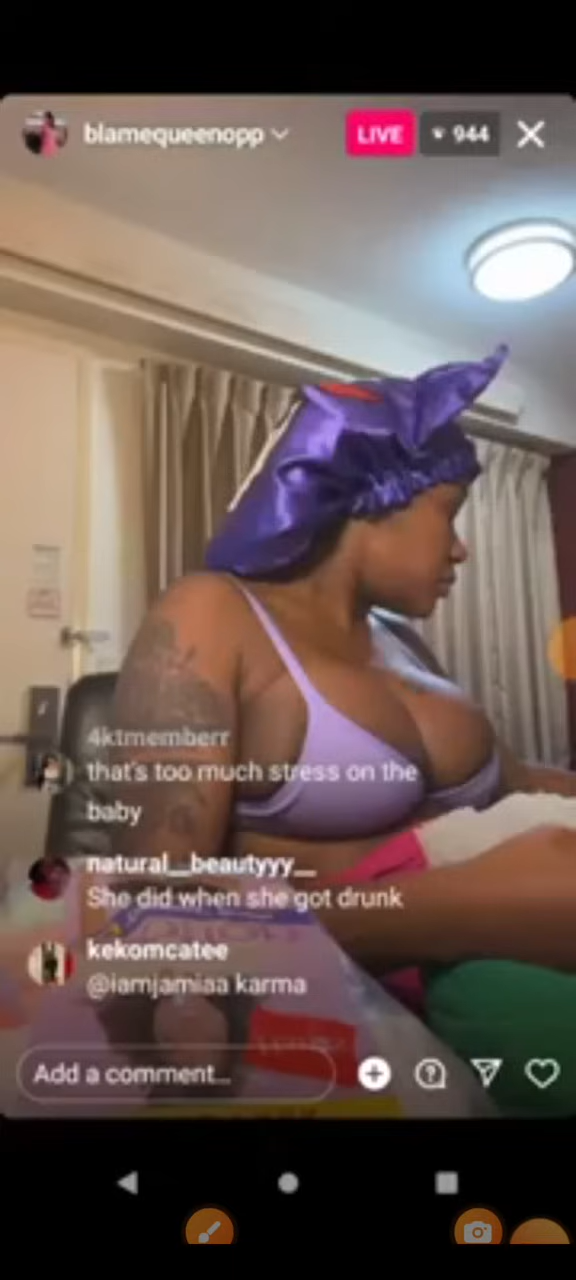 blamequeenopp
LIVE
944
4ktmemberr
that's too much stress on the
baby
natural__beautyyy__
She did when she got drunk
kekomcatee
@iamjamiaa karma
Add a comment...